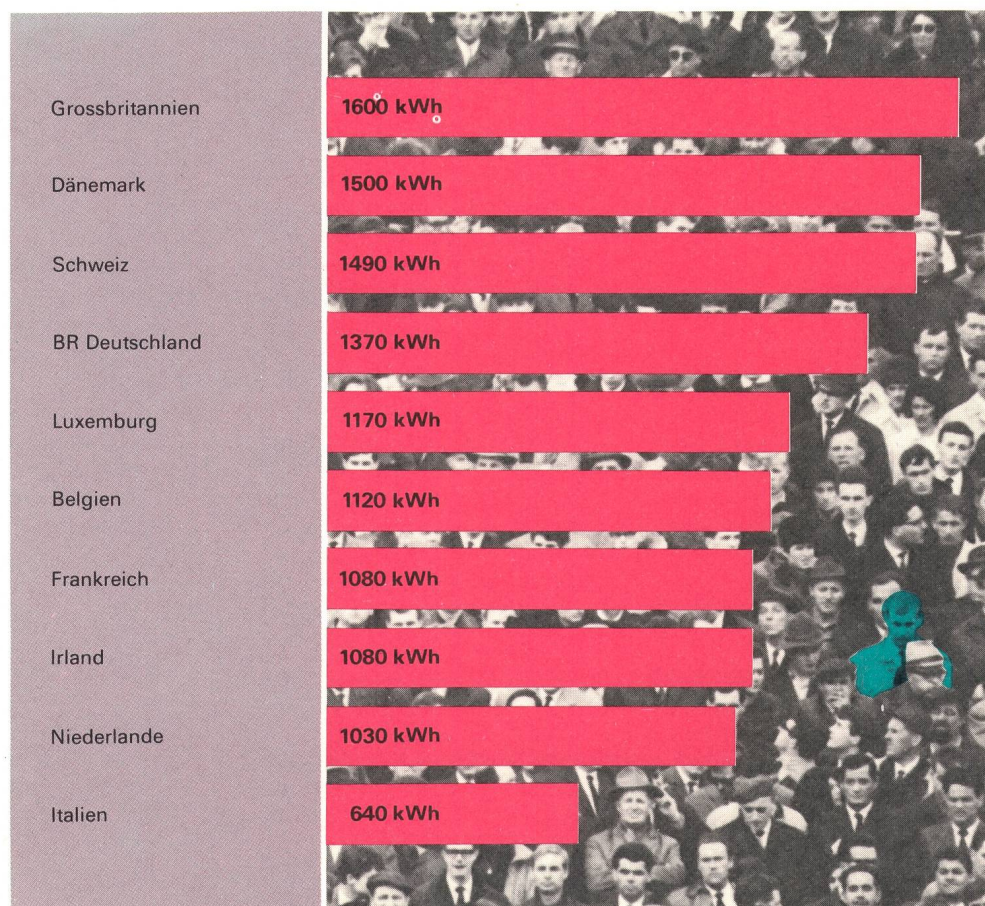 Grossbritannien 1600 kWh
Dänemark 1500 kWh
Schweiz 1490 kWh
BR Deutschland 1370 kWh
Luxemburg 1170 kWh
Belgien 1120 kWh
Frankreich 1080 kWh
Irland 1080 kWh
Niederlande 1030 kWh
Italien 640 kWh